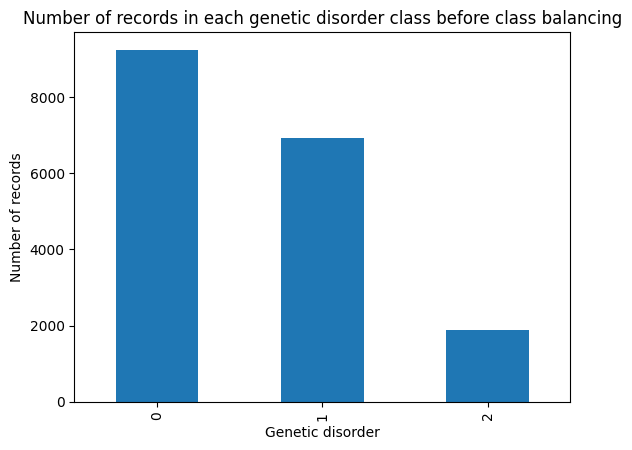 Number of records in each genetic disorder class before class balancing
8000
6000
4000
2000
0
Number of records
0
1
2
Genetic disorder